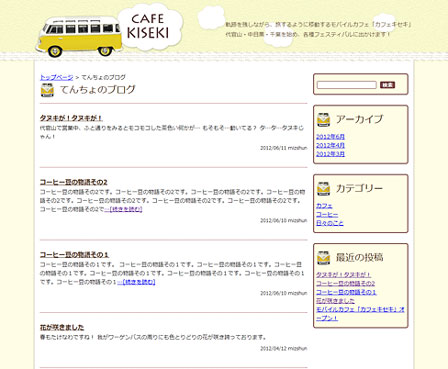 CAFE
KISEKI
軌跡を残しながら、旅するように移動するモバイルカフェ「カフェキセキ」
代官山・中目黒・千葉を始め、各種フェスティバルに出かけます！
トップページ > てんちょのブログ
てんちょのブログ
検索
タヌキが！タヌキが！
代官山で営業中、ふと通りをみるとモコモコした茶色い何かが… もそもそ…動いてる？ タ…タ…タヌキじ
ゃん！
2012/06/11 mizshun
コーヒー豆の物語その2
コーヒー豆の物語その2です。コーヒー豆の物語その2です。コーヒー豆の物語その2です。コーヒー豆の物語その2です。コーヒー豆の物語その2です。コーヒー豆の物語その2です。コーヒー豆の物語その2です。コーヒー豆の物語その2で…[続きを読む]
2012/06/10 mizshun
コーヒー豆の物語その１
コーヒー豆の物語その１です。 コーヒー豆の物語その１です。コーヒー豆の物語その１です。コーヒー豆の物語その１です。コーヒー豆の物語その１です。コーヒー豆の物語その１です。コーヒー豆の物語その１です。コーヒー豆の物語その１です。…[続きを読む]
2012/06/10 mizshun
花が咲きました
春もたけなわですね！ 我がワーゲンバスの周りにも色とりどりの花が咲き誇っております。
2012/04/12 mizshun
アーカイブ
2012年6月
2012年4月
2012年3月
カテゴリー
カフェ
コーヒー
日々のこと
最近の投稿
タヌキが！タヌキが！
コーヒー豆の物語その2
コーヒー豆の物語その１
花が咲きました
モバイルカフェ「カフェキセキ」オ
ープン！